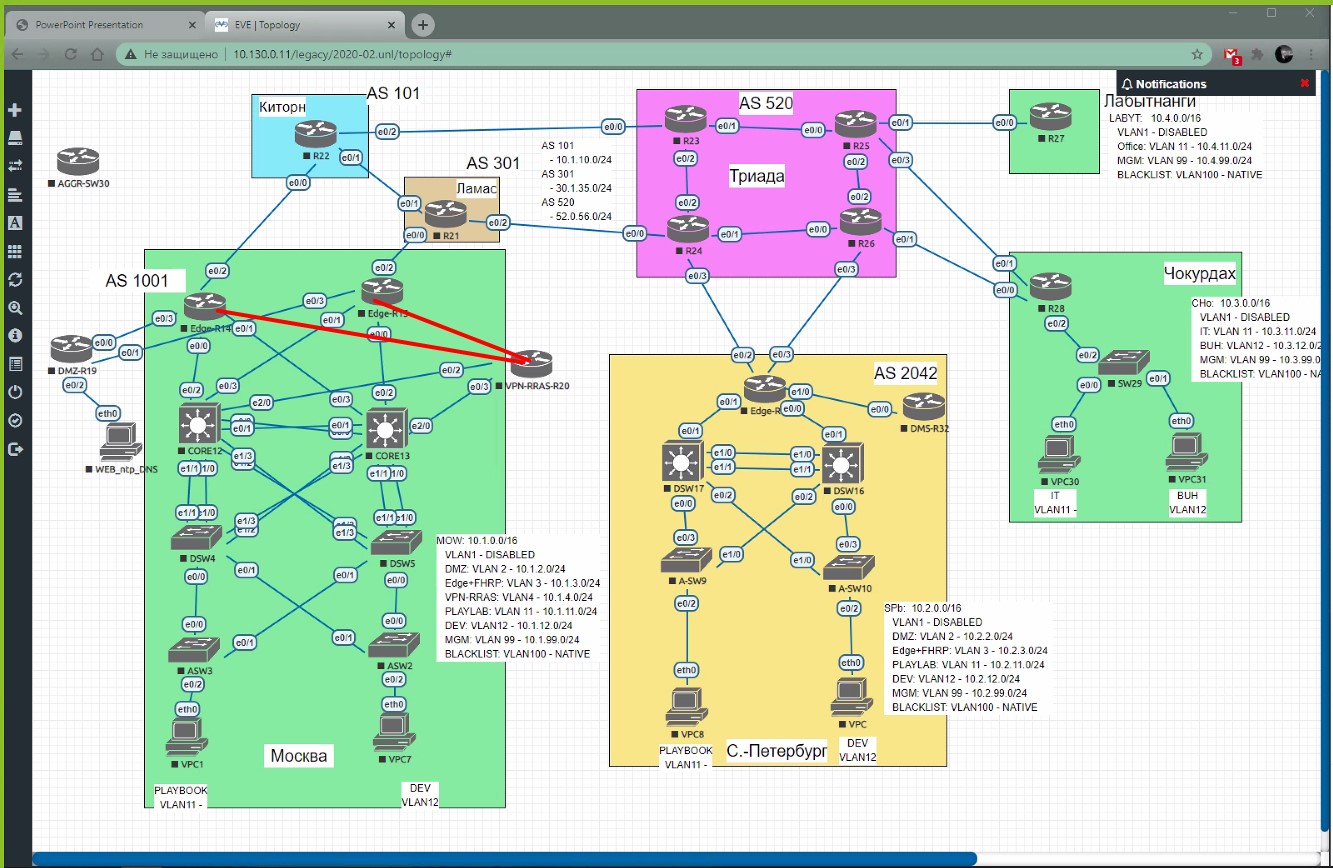 PowerPoint Presentation
EVE | Topology
Не защищено
10.130.0.11/legacy/2020-02.unl/topology#
3
Notifications
AGGR-SW30
Киторн
AS 101
R22
e0/2
e0/1
e0/0
AS 301
Ламас
e0/1
R21
e0/2
e0/0
AS 101
- 10.1.10.0/24
AS 301
- 30.1.35.0/24
AS 520
- 52.0.56.0/24
AS 520
Триада
e0/0
R23
e0/1
e0/2
e0/0
R25
e0/1
e0/3
e0/2
e0/2
e0/0
R24
e0/1
e0/3
e0/2
e0/0
R26
e0/1
e0/3
e0/0
R27
Лабытнанги
LABYT: 10.4.0.0/16
VLAN1 - DISABLED
Office: VLAN 11 - 10.4.11.0/24
MGM: VLAN 99 - 10.4.99.0/24
BLACKLIST: VLAN100 - NATIVE
Чокурдах
e0/1
e0/0
R28
e0/2
e0/2
SW29
e0/0
e0/1
eth0
eth0
VPC30
VPC31
IT
VLAN11 -
BUH
VLAN12
CHo: 10.3.0.0/16
VLAN1 - DISABLED
IT: VLAN 11 - 10.3.11.0/24
BUH: VLAN 12 - 10.3.12.0/2
MGM: VLAN 99 - 10.3.99.0
BLACKLIST: VLAN100 - NA
AS 1001
e0/2
e0/2
Edge-R14
e0/3
e0/1
e0/0
e0/3
e0/1
e0/0
DMZ-R19
e0/0
e0/1
e0/2
eth0
WEB_ntp_DNS
VPN-RRAS-R20
e0/2
e0/3
e0/2
e0/3
e2/0
e0/1
CORE12
e1/3
e0/2
e0/3
e0/1
e2/0
CORE13
e1/3
e1/1
1/0
e1/1
1/0
e1/1
1/0
e1/3
DSW4
e0/0
e0/1
e1/3
e1/1
1/0
DSW5
e0/1
e0/0
e0/0
e0/1
ASW3
e0/2
e0/1
e0/0
ASW2
e0/2
eth0
VPC1
eth0
VPC7
PLAYBOOK
VLAN11 -
DEV
VLAN12
Москва
MOW: 10.1.0.0/16
VLAN1 - DISABLED
DMZ: VLAN 2 - 10.1.2.0/24
Edge+FHRP: VLAN 3 - 10.1.3.0/24
VPN-RRAS: VLAN4 - 10.1.4.0/24
PLAYLAB: VLAN 11 - 10.1.11.0/24
DEV: VLAN12 - 10.1.12.0/24
MGM: VLAN 99 - 10.1.99.0/24
BLACKLIST: VLAN100 - NATIVE
AS 2042
e0/2
e0/3
e0/1
e0/0
e1/0
e0/0
DMS-R32
e0/1
e0/1
DSW17
e1/0
e1/1
e1/0
e1/1
DSW16
e0/0
e0/2
e0/2
e0/0
e0/3
A-SW9
e1/0
e1/0
e0/3
A-SW10
e0/2
e0/2
eth0
VPC8
eth0
VPC
PLAYBOOK
VLAN11 -
С.-Петербург
DEV
VLAN12
SPb: 10.2.0.0/16
VLAN1 - DISABLED
DMZ: VLAN 2 - 10.2.2.0/24
Edge+FHRP: VLAN 3 - 10.2.3.0/24
PLAYLAB: VLAN 11 - 10.2.11.0/24
DEV: VLAN12 - 10.2.12.0/24
MGM: VLAN 99 - 10.2.99.0/24
BLACKLIST: VLAN100 - NATIVE